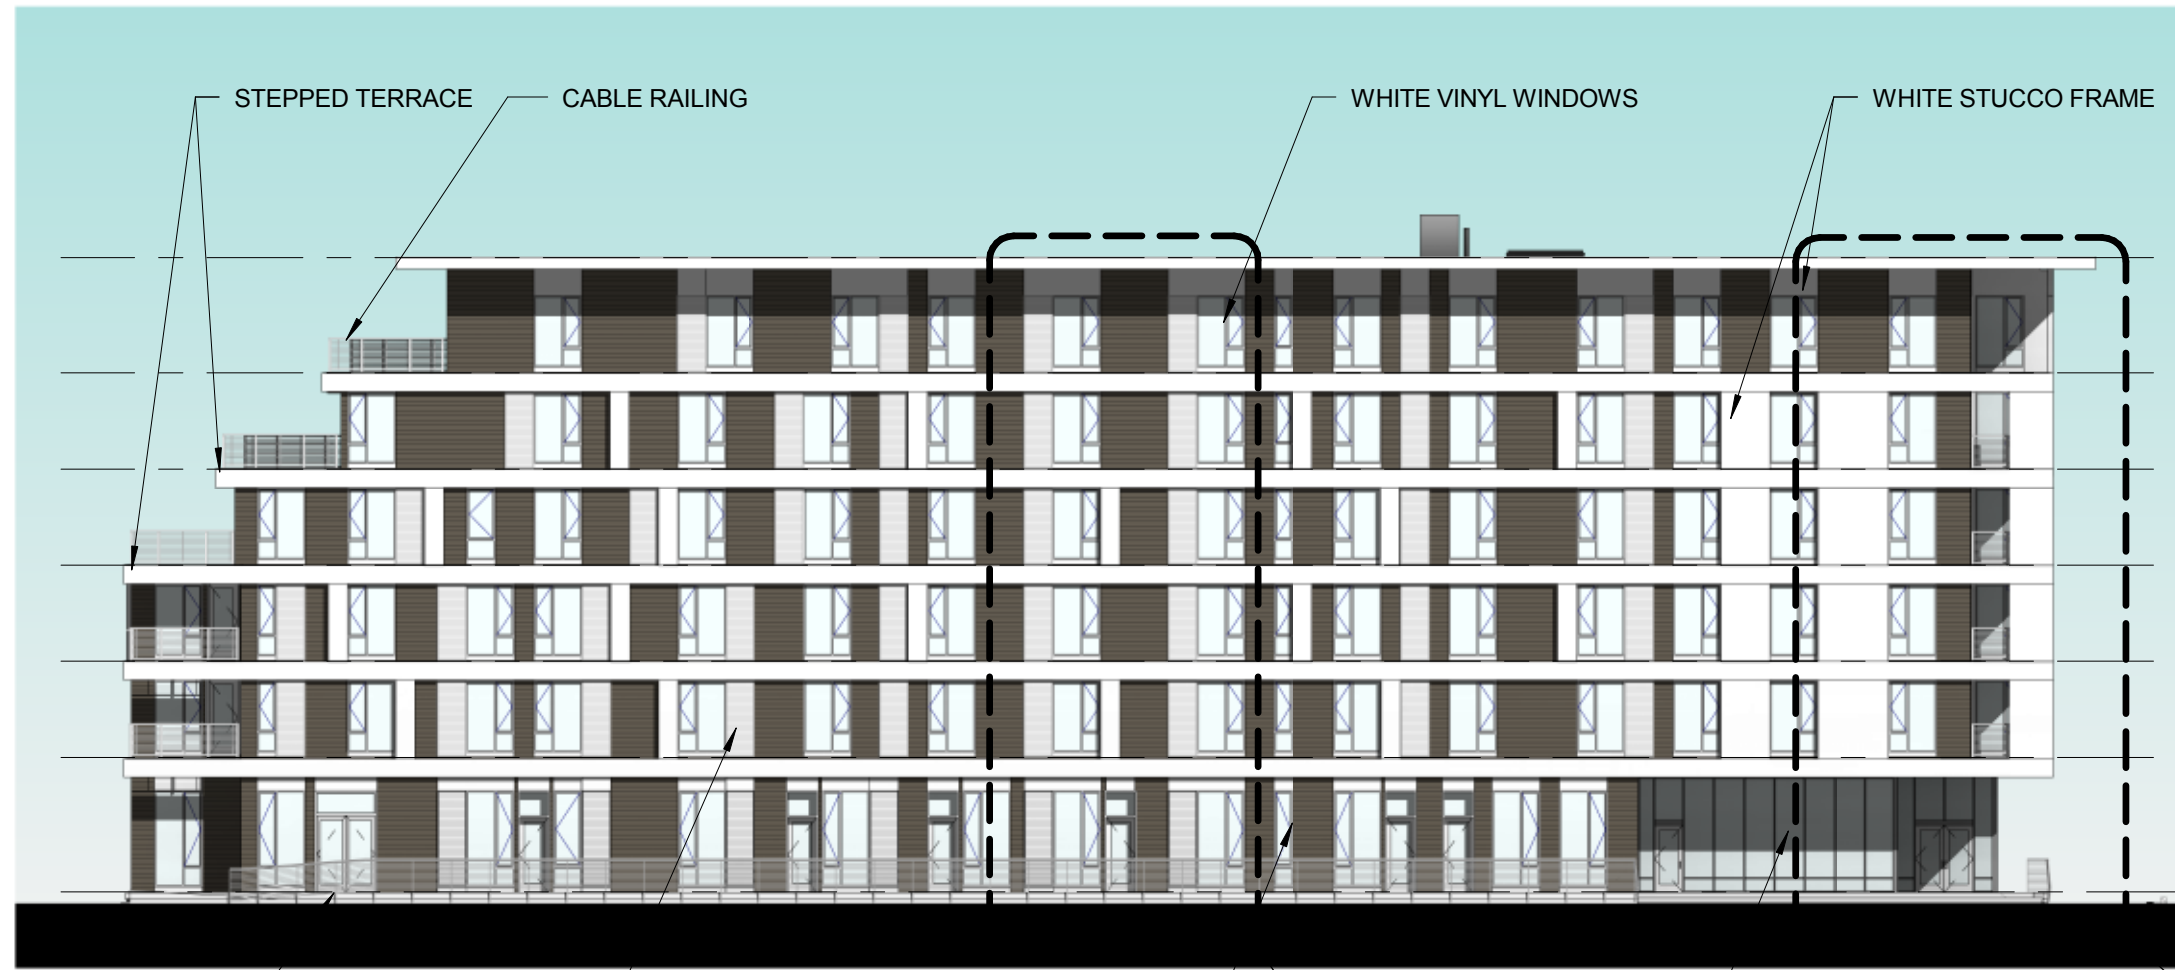 STEPPED TERRACE
CABLE RAILING
WHITE VINYL WINDOWS
WHITE STUCCO FRAME